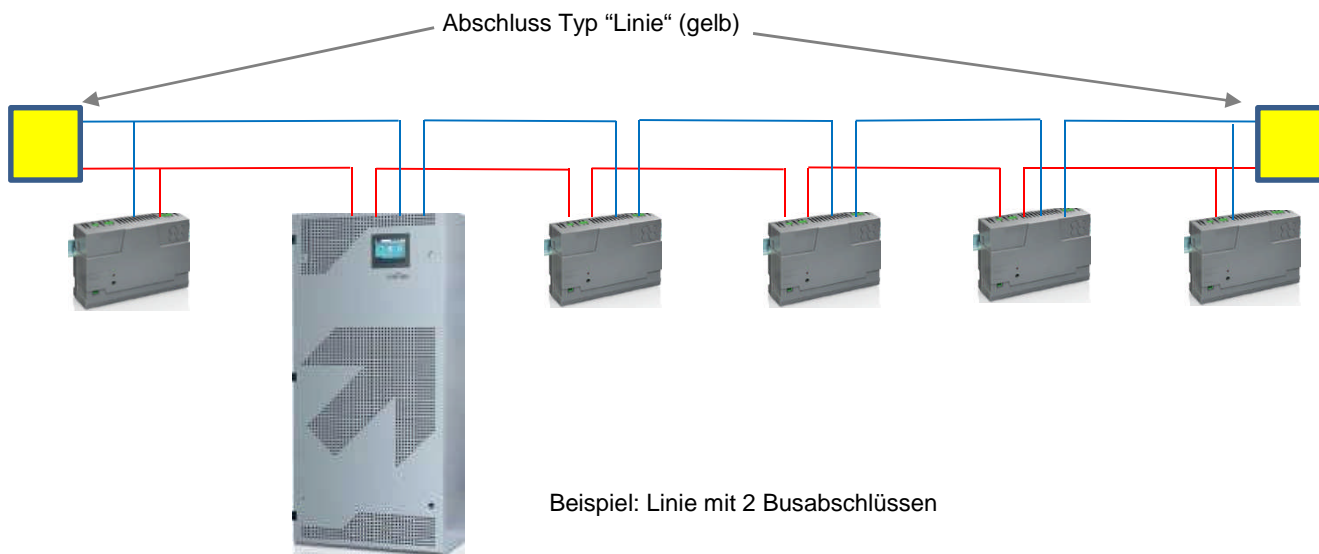 Abschluss Typ “Linie“ (gelb)
Beispiel: Linie mit 2 Busabschlüssen